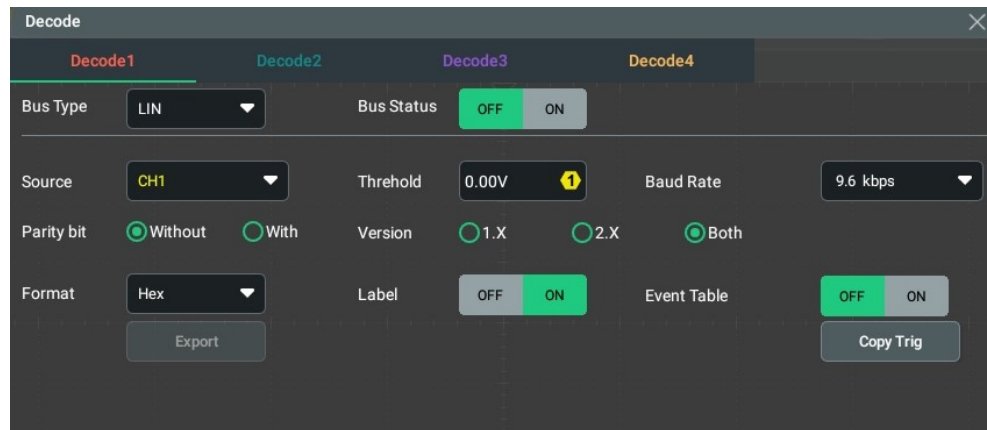 Decode
Decode1 Decode2 Decode3 Decode4
Bus Type LIN Bus Status OFF ON
Source CH1 Threhold 0.00V 1 Baud Rate 9.6 kbps
Parity bit Without With Version 1.X 2.X Both
Format Hex Label OFF ON Event Table OFF ON
Export Copy Trig